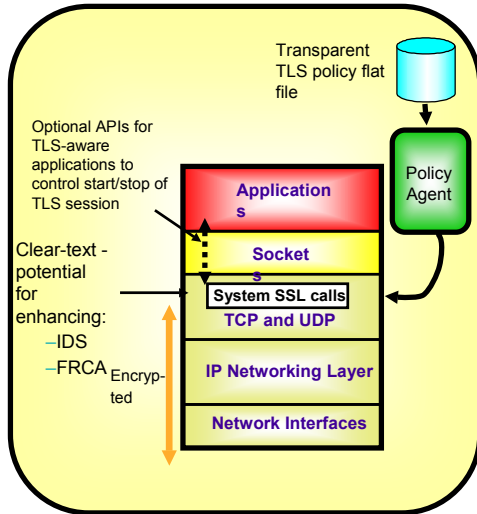 Transparent
TLS policy flat
file
Optional APIs for
TLS-aware
applications to
control start/stop of
TLS session
Policy
Agent
Application
s
Clear-text -
potential
for
enhancing:
–IDS
–FRCA
Socket
s
System SSL calls
TCP and UDP
Encryp-
ted
IP Networking Layer
Network Interfaces